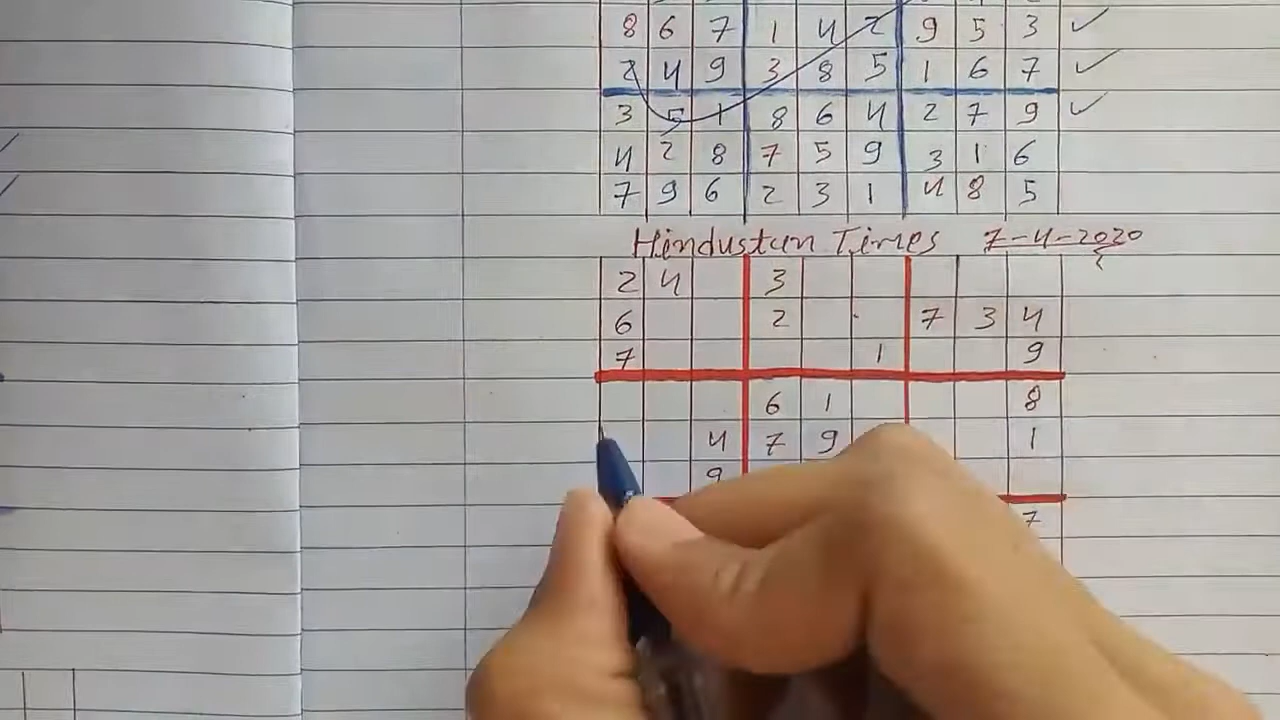 8 6 7 1 4 2 9 5 3
2 4 9 3 8 5 1 6 7
3 5 1 8 6 4 2 7 9
4 2 8 7 5 9 3 1 6
7 9 6 2 3 1 4 8 5
Hindustan Times 7-4-2020
2 4 3
6 2 7 3 4
7 1 9
6 1 8
4 7 9 1
9
7